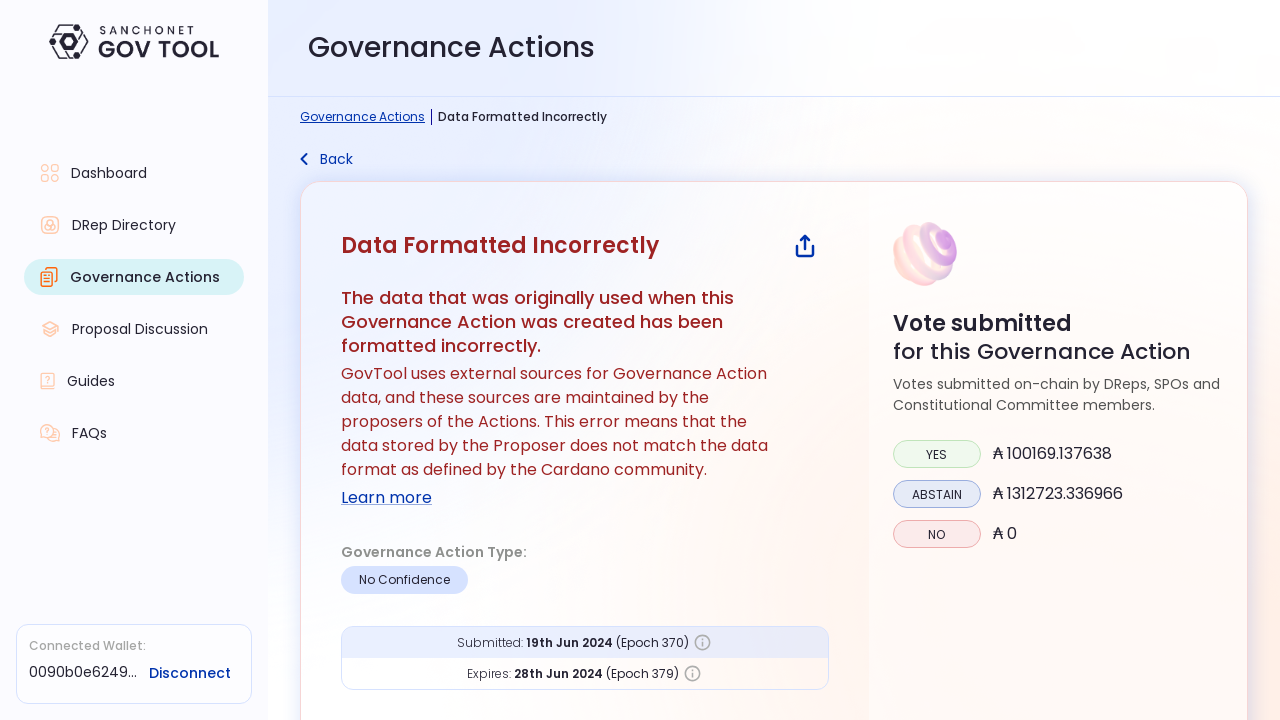 SANCHONET
GOV TOOL
Governance Actions
Governance Actions | Data Formatted Incorrectly
Back
Dashboard
DRep Directory
Governance Actions
Proposal Discussion
Guides
FAQs
Connected Wallet:
0090b0e6249... Disconnect
Data Formatted Incorrectly
The data that was originally used when this
Governance Action was created has been
formatted incorrectly.
GovTool uses external sources for Governance Action
data, and these sources are maintained by the
proposers of the Actions. This error means that the
data stored by the Proposer does not match the data
format as defined by the Cardano community.
Learn more
Governance Action Type:
No Confidence
Submitted: 19th Jun 2024 (Epoch 370)
Expires: 28th Jun 2024 (Epoch 379)
Vote submitted
for this Governance Action
Votes submitted on-chain by DReps, SPOs and
Constitutional Committee members.
YES ₳ 100169.137638
ABSTAIN ₳ 1312723.336966
NO ₳ 0